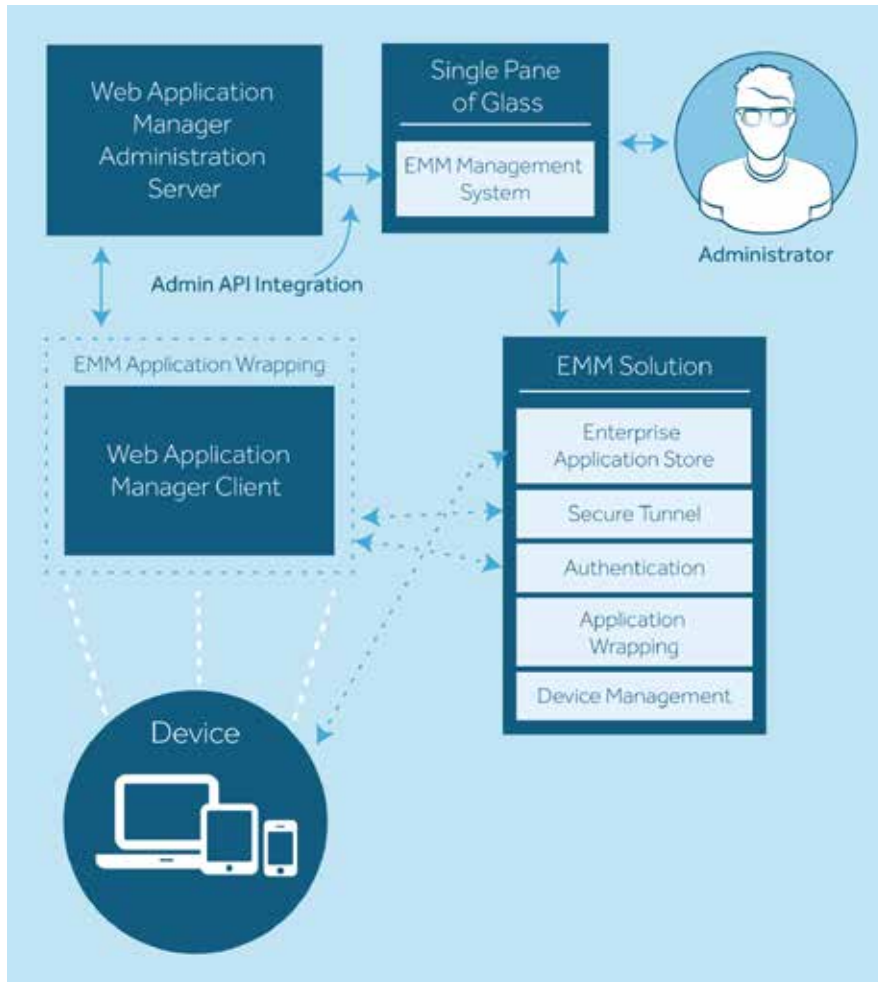 Web Application
Manager
Administration
Server
Single Pane
of Glass
EMM Management
System
Administrator
Admin API Integration
EMM Application Wrapping
Web Application
Manager Client
EMM Solution
Enterprise
Application Store
Secure Tunnel
Authentication
Application
Wrapping
Device Management
Device